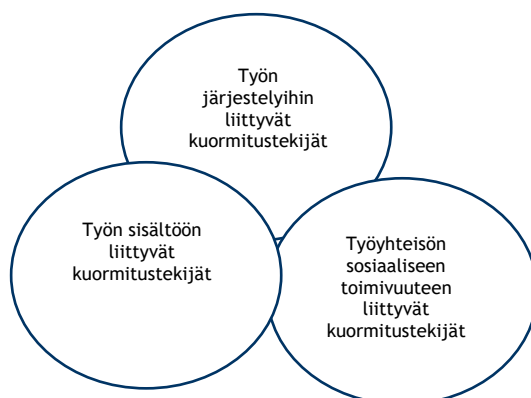 Työn
järjestelyihin
liittyvät
kuormitustekijät
Työn sisältöön
liittyvät
kuormitustekijät
Työyhteisön
sosiaaliseen
toimivuuteen
liittyvät
kuormitustekijät